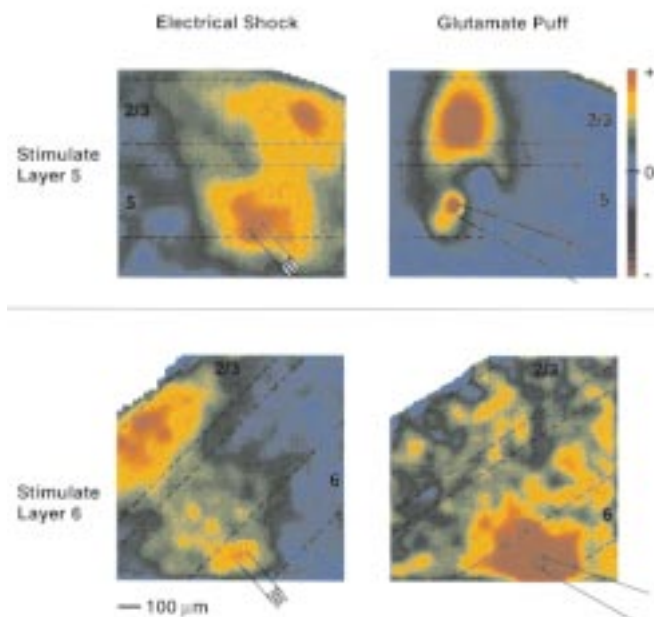 Electrical Shock
Glutamate Puff
+
2/3
2/3
Stimulate
Layer 5
0
5
5
-
2/3
2/3
Stimulate
Layer 6
6
6
100 μm